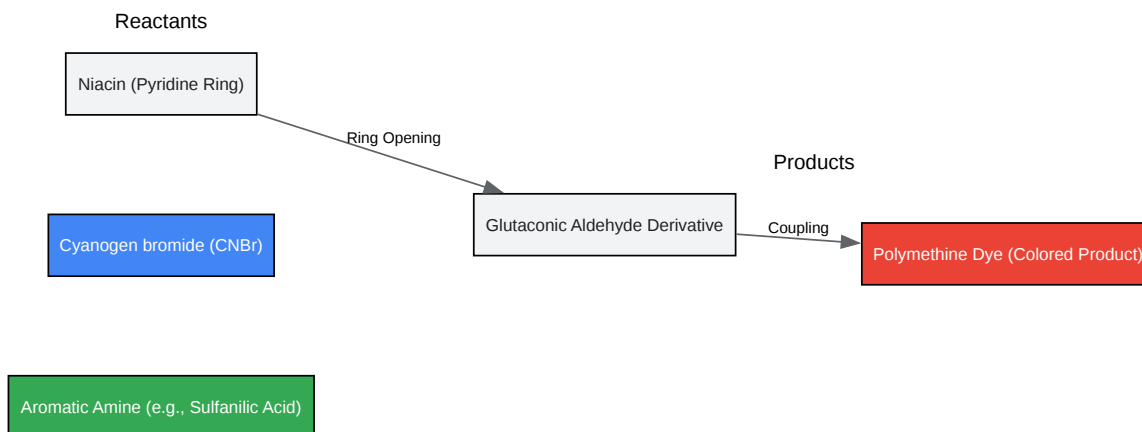 Reactants
Niacin (Pyridine Ring)
Ring Opening
Products
Glutaconic Aldehyde Derivative
Coupling
Cyanogen bromide (CNBr)
Polymethine Dye (Colored Product)
Aromatic Amine (e.g., Sulfanilic Acid)